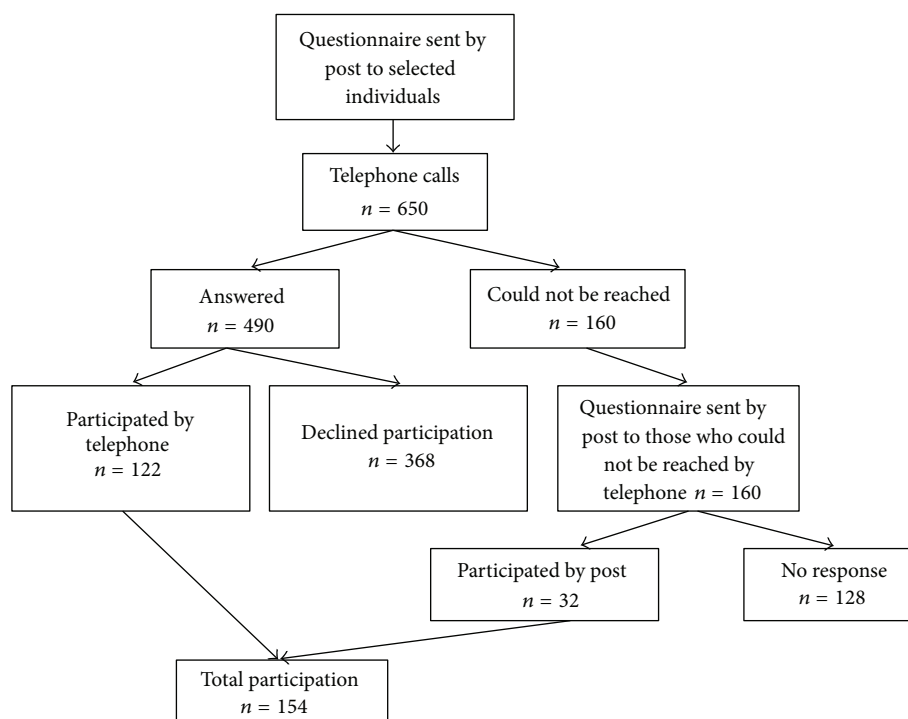 Questionnaire sent by
post to selected
individuals
Telephone calls
n = 650
Answered
n = 490
Could not be reached
n = 160
Participated by
telephone
n = 122
Declined participation
n = 368
Questionnaire sent by
post to those who could
not be reached by
telephone n = 160
Participated by post
n = 32
No response
n = 128
Total participation
n = 154